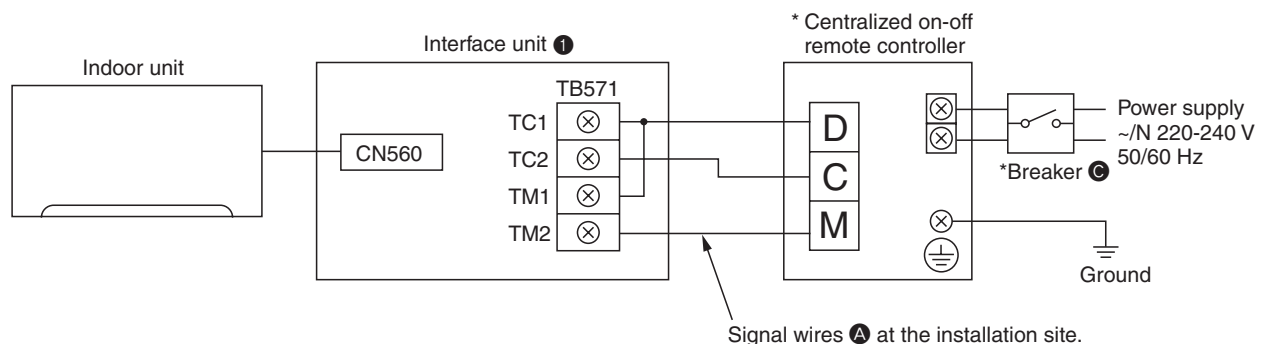 * Centralized on-off
remote controller
Interface unit ❶
Indoor unit
TB571
TC1
TC2
TM1
TM2
CN560
D
C
M
Power supply
~/N 220-240 V
50/60 Hz
*Breaker 🅒
Ground
Signal wires 🅐 at the installation site.